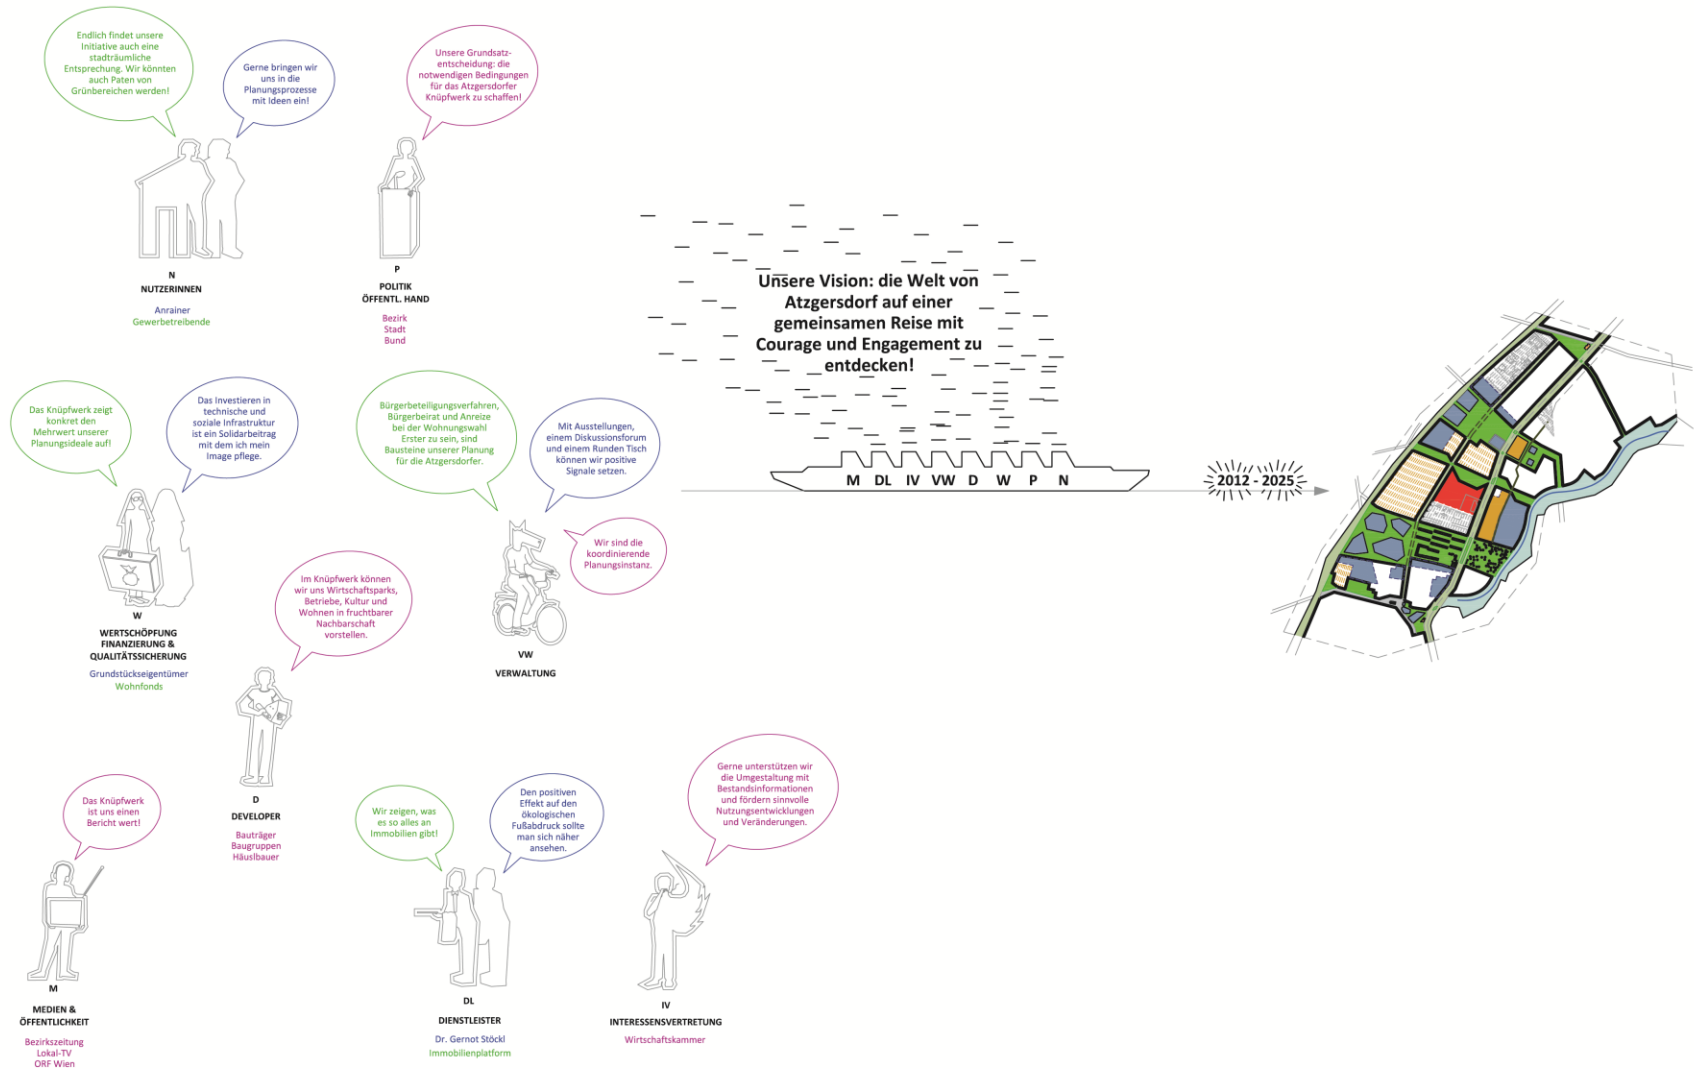 Endlich findet unsere
Initiative auch eine
stadträumliche
Entsprechung. Wir könnten
auch Paten von
Grünbereichen werden!
Gerne bringen wir
uns in die
Planungsprozesse
mit Ideen ein!
N
NUTZERINNEN
Anrainer
Gewerbetreibende
Unsere Grundsatz-
entscheidung: die
notwendigen Bedingungen
für das Atzgersdorfer
Knüpfwerk zu schaffen!
P
POLITIK
ÖFFENTL. HAND
Bezirk
Stadt
Bund
Das Knüpfwerk zeigt
konkret den
Mehrwert unserer
Planungsideale auf!
Das Investieren in
technische und
soziale Infrastruktur
ist ein Solidarbeitrag
mit dem ich mein
Image pflege.
W
WERTSCHÖPFUNG
FINANZIERUNG &
QUALITÄTSSICHERUNG
Grundstückseigentümer
Wohnfonds
Bürgerbeteiligungsverfahren,
Bürgerbeirat und Anreize
bei der Wohnungswahl
Erster zu sein, sind
Bausteine unserer Planung
für die Atzgersdorfer.
Mit Ausstellungen,
einem Diskussionsforum
und einem Runden Tisch
können wir positive
Signale setzen.
Wir sind die
koordinierende
Planungsinstanz.
VW
VERWALTUNG
Im Knüpfwerk können
wir uns Wirtschaftsparks,
Betriebe, Kultur und
Wohnen in fruchtbarer
Nachbarschaft
vorstellen.
D
DEVELOPER
Bauträger
Baugruppen
Häuslbauer
Das Knüpfwerk
ist uns einen
Bericht wert!
M
MEDIEN &
ÖFFENTLICHKEIT
Bezirkszeitung
Lokal-TV
ORF Wien
Wir zeigen, was
es so alles an
Immobilien gibt!
Den positiven
Effekt auf den
ökologischen
Fußabdruck sollte
man sich näher
ansehen.
DL
DIENSTLEISTER
Dr. Gernot Stöckl
Immobilienplatform
Gerne unterstützen wir
die Umgestaltung mit
Bestandsinformationen
und fördern sinnvolle
Nutzungsentwicklungen
und Veränderungen.
IV
INTERESSENSVERTRETUNG
Wirtschaftskammer
Unsere Vision: die Welt von
Atzgersdorf auf einer
gemeinsamen Reise mit
Courage und Engagement zu
entdecken!
M DL IV VW D W P N
2012 - 2025